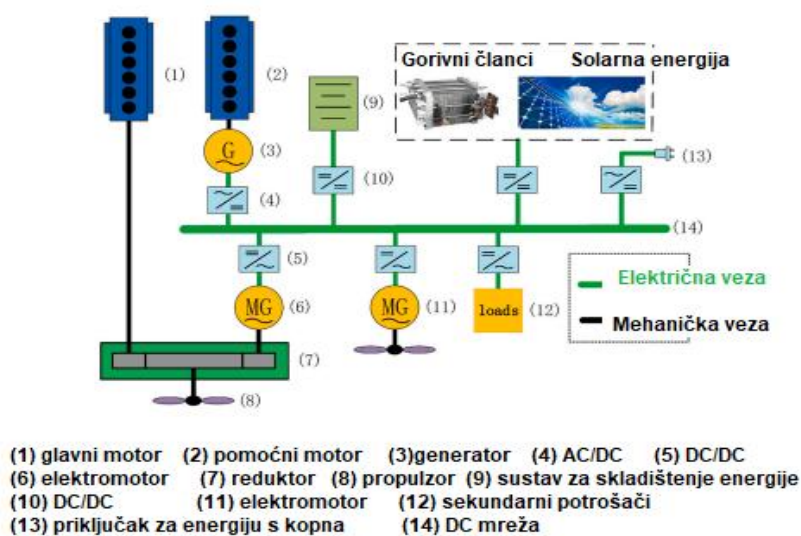 Gorivni članci Solarna energija
(1)
(2)
(9)
G
(3)
(13)
(10)
(4)
(14)
(5)
Električna veza
MG
(6)
MG
(11)
loads
(12)
Mehanička veza
(7)
(8)
(1) glavni motor (2) pomoćni motor (3)generator (4) AC/DC (5) DC/DC
(6) elektromotor (7) reduktor (8) propulzor (9) sustav za skladištenje energije
(10) DC/DC (11) elektromotor (12) sekundarni potrošači
(13) priključak za energiju s kopna (14) DC mreža